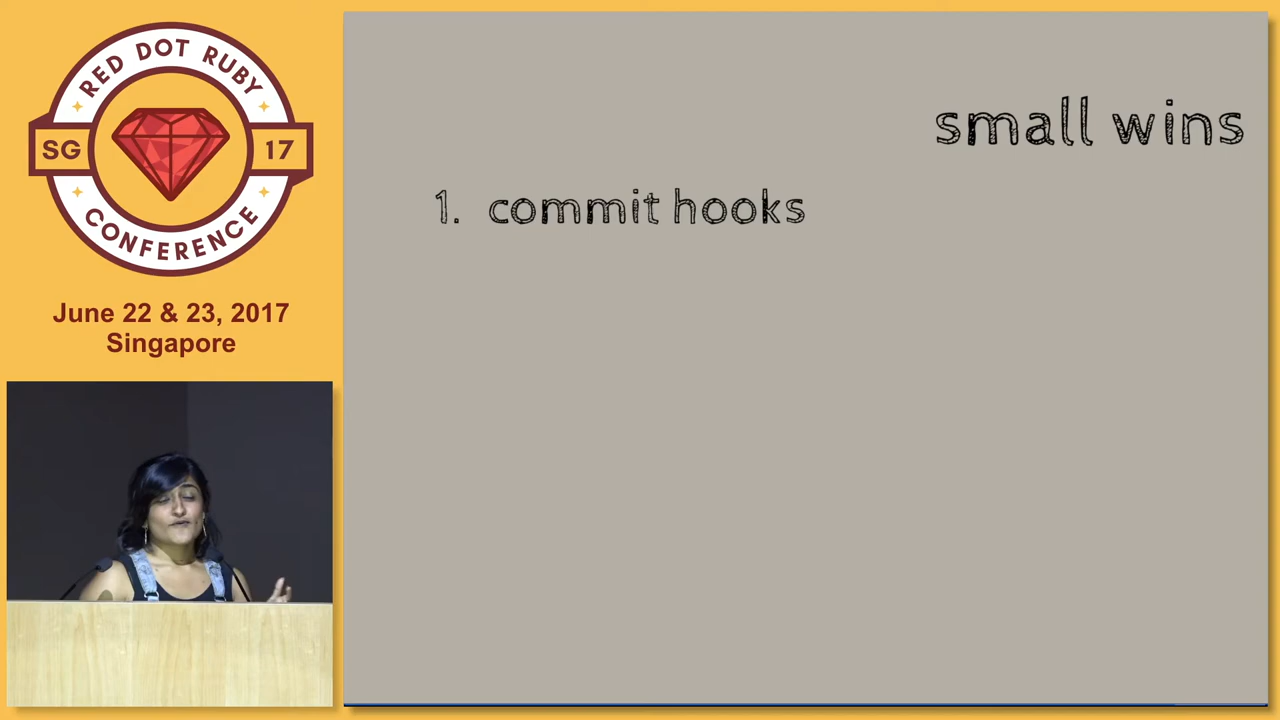 RED DOT RUBY
SG 17
CONFERENCE
June 22 & 23, 2017
Singapore
small wins
1. commit hooks